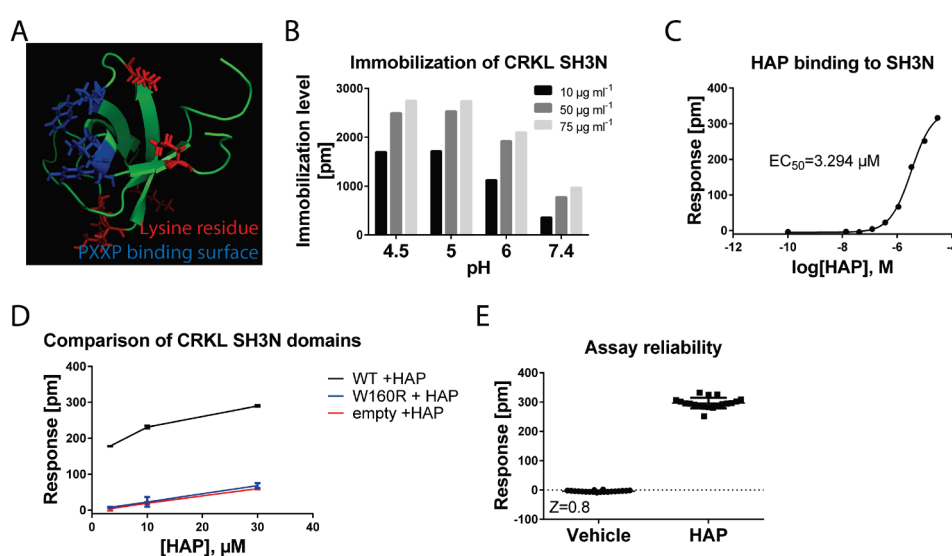 A
Lysine residue
PXXP binding surface
B
Immobilization of CRKL SH3N
Immobilization level
[pm]
3000
2000
1000
0
10 µg ml-1
50 µg ml-1
75 µg ml-1
4.5 5 6 7.4
pH
C
HAP binding to SH3N
Response [pm]
400
300
200
100
0
EC50=3.294 µM
-12 -10 -8 -6 -4
log[HAP], M
D
Comparison of CRKL SH3N domains
Response [pm]
400
300
200
100
0
WT +HAP
W160R + HAP
empty +HAP
0 10 20 30 40
[HAP], µM
E
Assay reliability
Response [pm]
400
300
200
100
0
-100
Z=0.8
Vehicle HAP